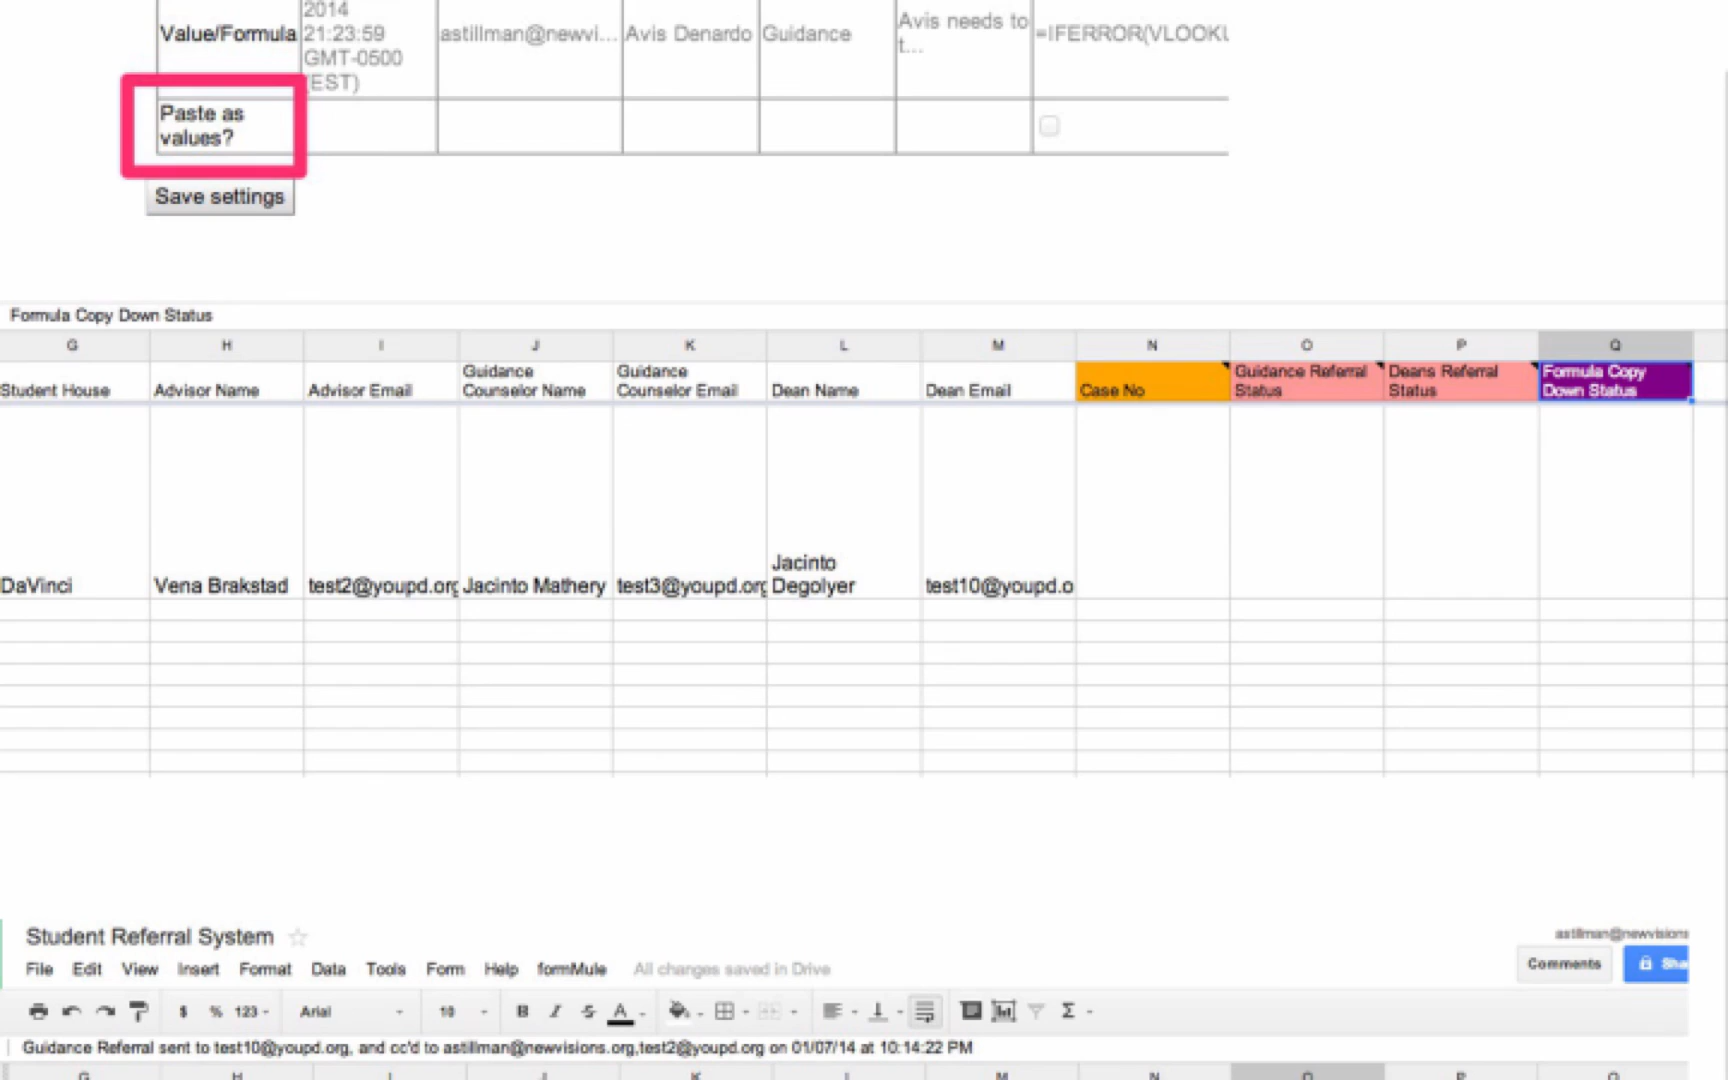 2014
Value/Formula 21:23:59 astillman@newvi... Avis Denardo Guidance Avis needs to t... =IFERROR(VLOOKU
GMT-0500
(EST)
Paste as
values?
Save settings
Formula Copy Down Status
G H I J K L M N O P Q
Student House Advisor Name Advisor Email Guidance Counselor Name Guidance Counselor Email Dean Name Dean Email Case No Guidance Referral Status Deans Referral Status Formula Copy Down Status
DaVinci Vena Brakstad test2@youpd.org Jacinto Mathery test3@youpd.org Jacinto Degolyer test10@youpd.o
Student Referral System
astillman@newvisions
File Edit View Insert Format Data Tools Form Help formMule All changes saved in Drive Comments Sha
$ % 123 Arial 10 B I S A Σ
Guidance Referral sent to test10@youpd.org, and cc'd to astillman@newvisions.org,test2@youpd.org on 01/07/14 at 10:14:22 PM
G H I J K L M N O P Q